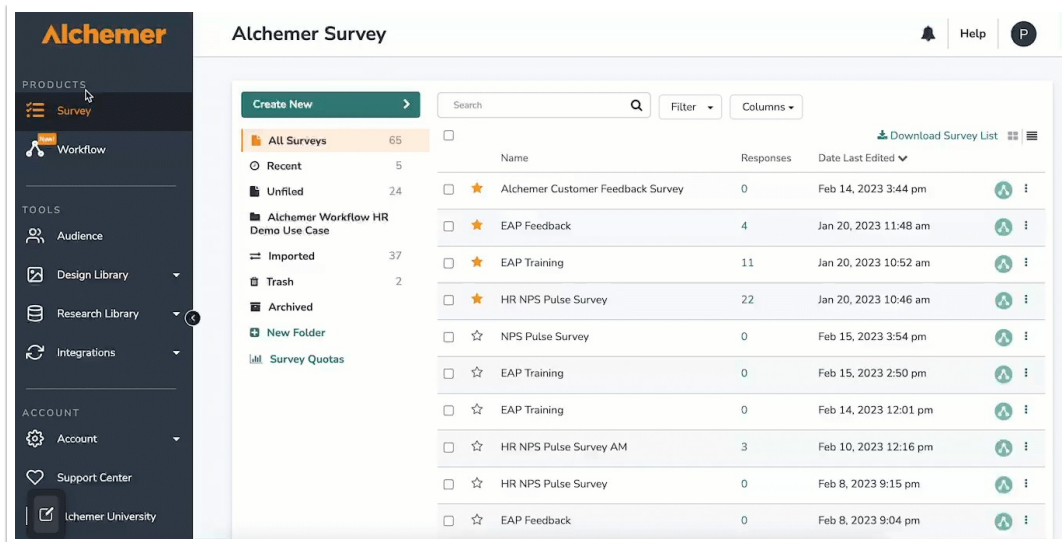 Alchemer
Alchemer Survey
Help
P
PRODUCTS
Survey
New!
Workflow
TOOLS
Audience
Design Library
Research Library
Integrations
ACCOUNT
Account
Support Center
lchemer University
Create New
All Surveys 65
Recent 5
Unfiled 24
Alchemer Workflow HR
Demo Use Case
Imported 37
Trash 2
Archived
New Folder
Survey Quotas
Search
Filter
Columns
Download Survey List
Name Responses Date Last Edited
Alchemer Customer Feedback Survey 0 Feb 14, 2023 3:44 pm
EAP Feedback 4 Jan 20, 2023 11:48 am
EAP Training 11 Jan 20, 2023 10:52 am
HR NPS Pulse Survey 22 Jan 20, 2023 10:46 am
NPS Pulse Survey 0 Feb 15, 2023 3:54 pm
EAP Training 0 Feb 15, 2023 2:50 pm
EAP Training 0 Feb 14, 2023 12:01 pm
HR NPS Pulse Survey AM 3 Feb 10, 2023 12:16 pm
HR NPS Pulse Survey 0 Feb 8, 2023 9:15 pm
EAP Feedback 0 Feb 8, 2023 9:04 pm